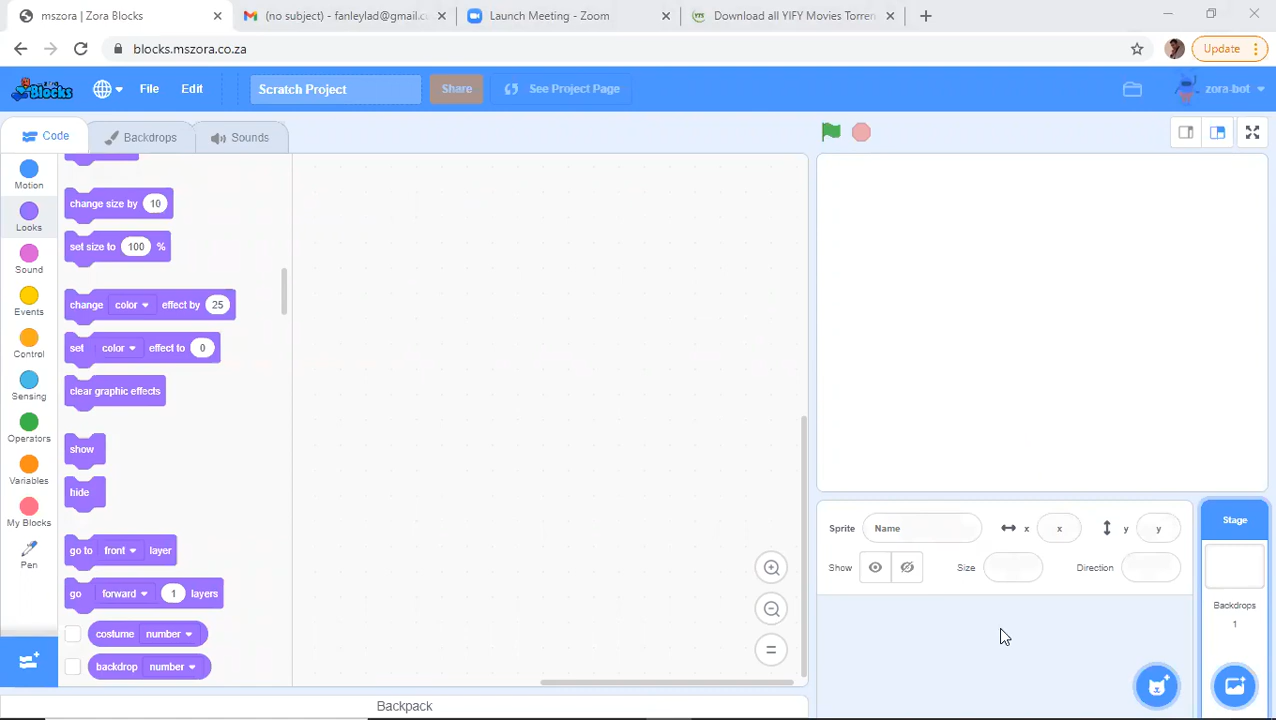 mszora | Zora Blocks
(no subject) - fanleylad@gmail.c
Launch Meeting - Zoom
YTS
Download all YIFY Movies Torren
blocks.mszora.co.za
Update
Blocks
File
Edit
Scratch Project
Share
See Project Page
zora-bot
Code
Backdrops
Sounds
Motion
Looks
Sound
Events
Control
Sensing
Operators
Variables
My Blocks
Pen
change size by 10
set size to 100 %
change color effect by 25
set color effect to 0
clear graphic effects
show
hide
go to front layer
go forward 1 layers
costume number
backdrop number
Backpack
Sprite Name x x y y
Show Size Direction
Stage
Backdrops
1